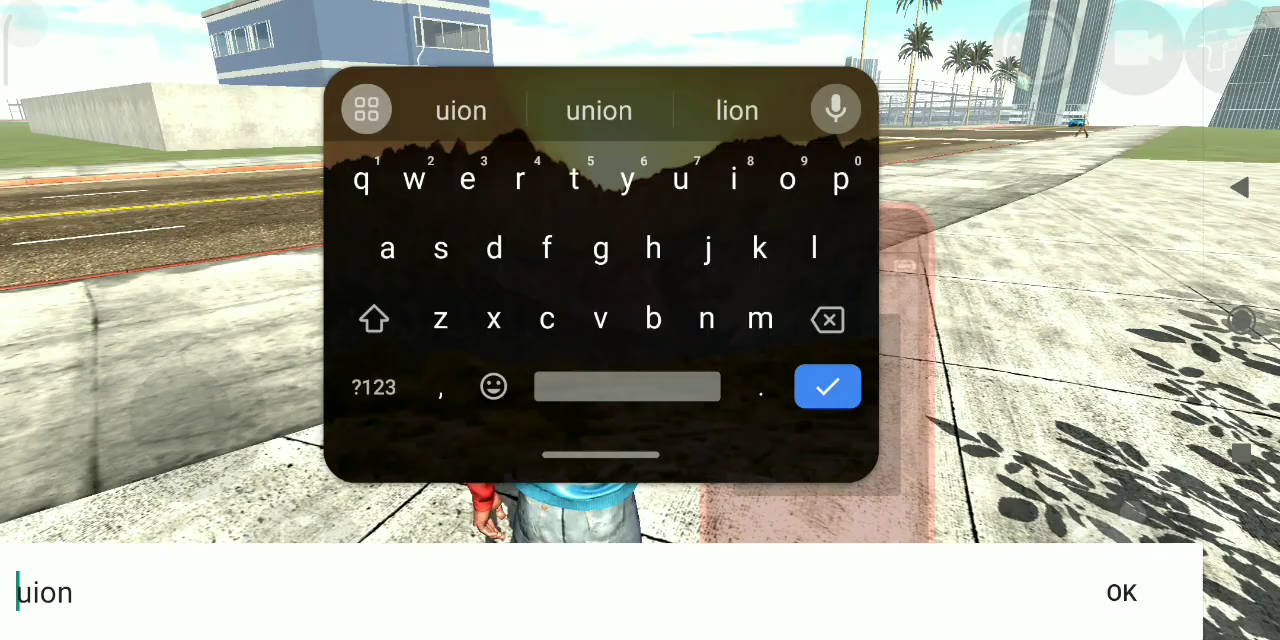 uion union lion
1 2 3 4 5 6 7 8 9 0
q w e r t y u i o p
a s d f g h j k l
z x c v b n m
?123 , .
uion OK